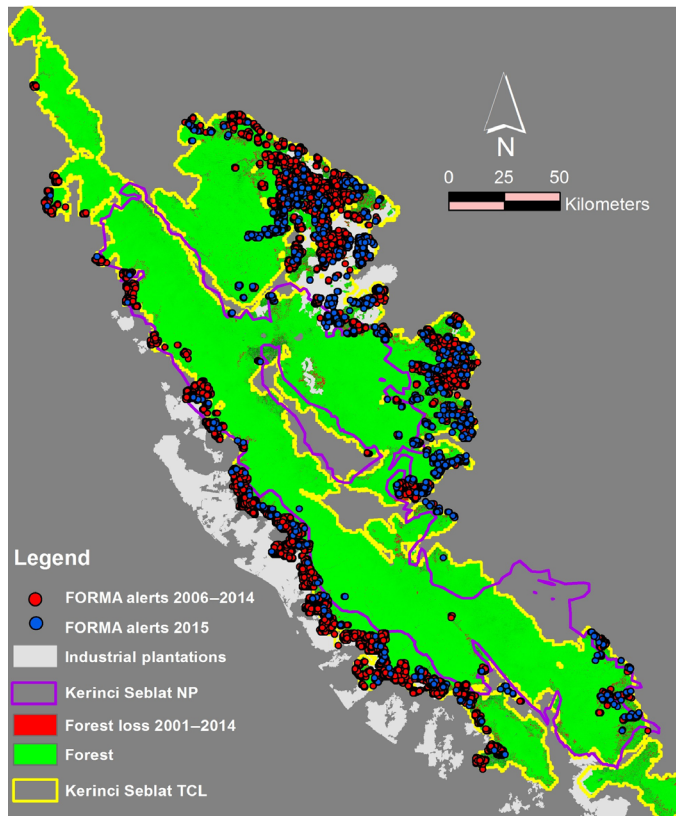 N
0 25 50
Kilometers
Legend
FORMA alerts 2006–2014
FORMA alerts 2015
Industrial plantations
Kerinci Seblat NP
Forest loss 2001–2014
Forest
Kerinci Seblat TCL